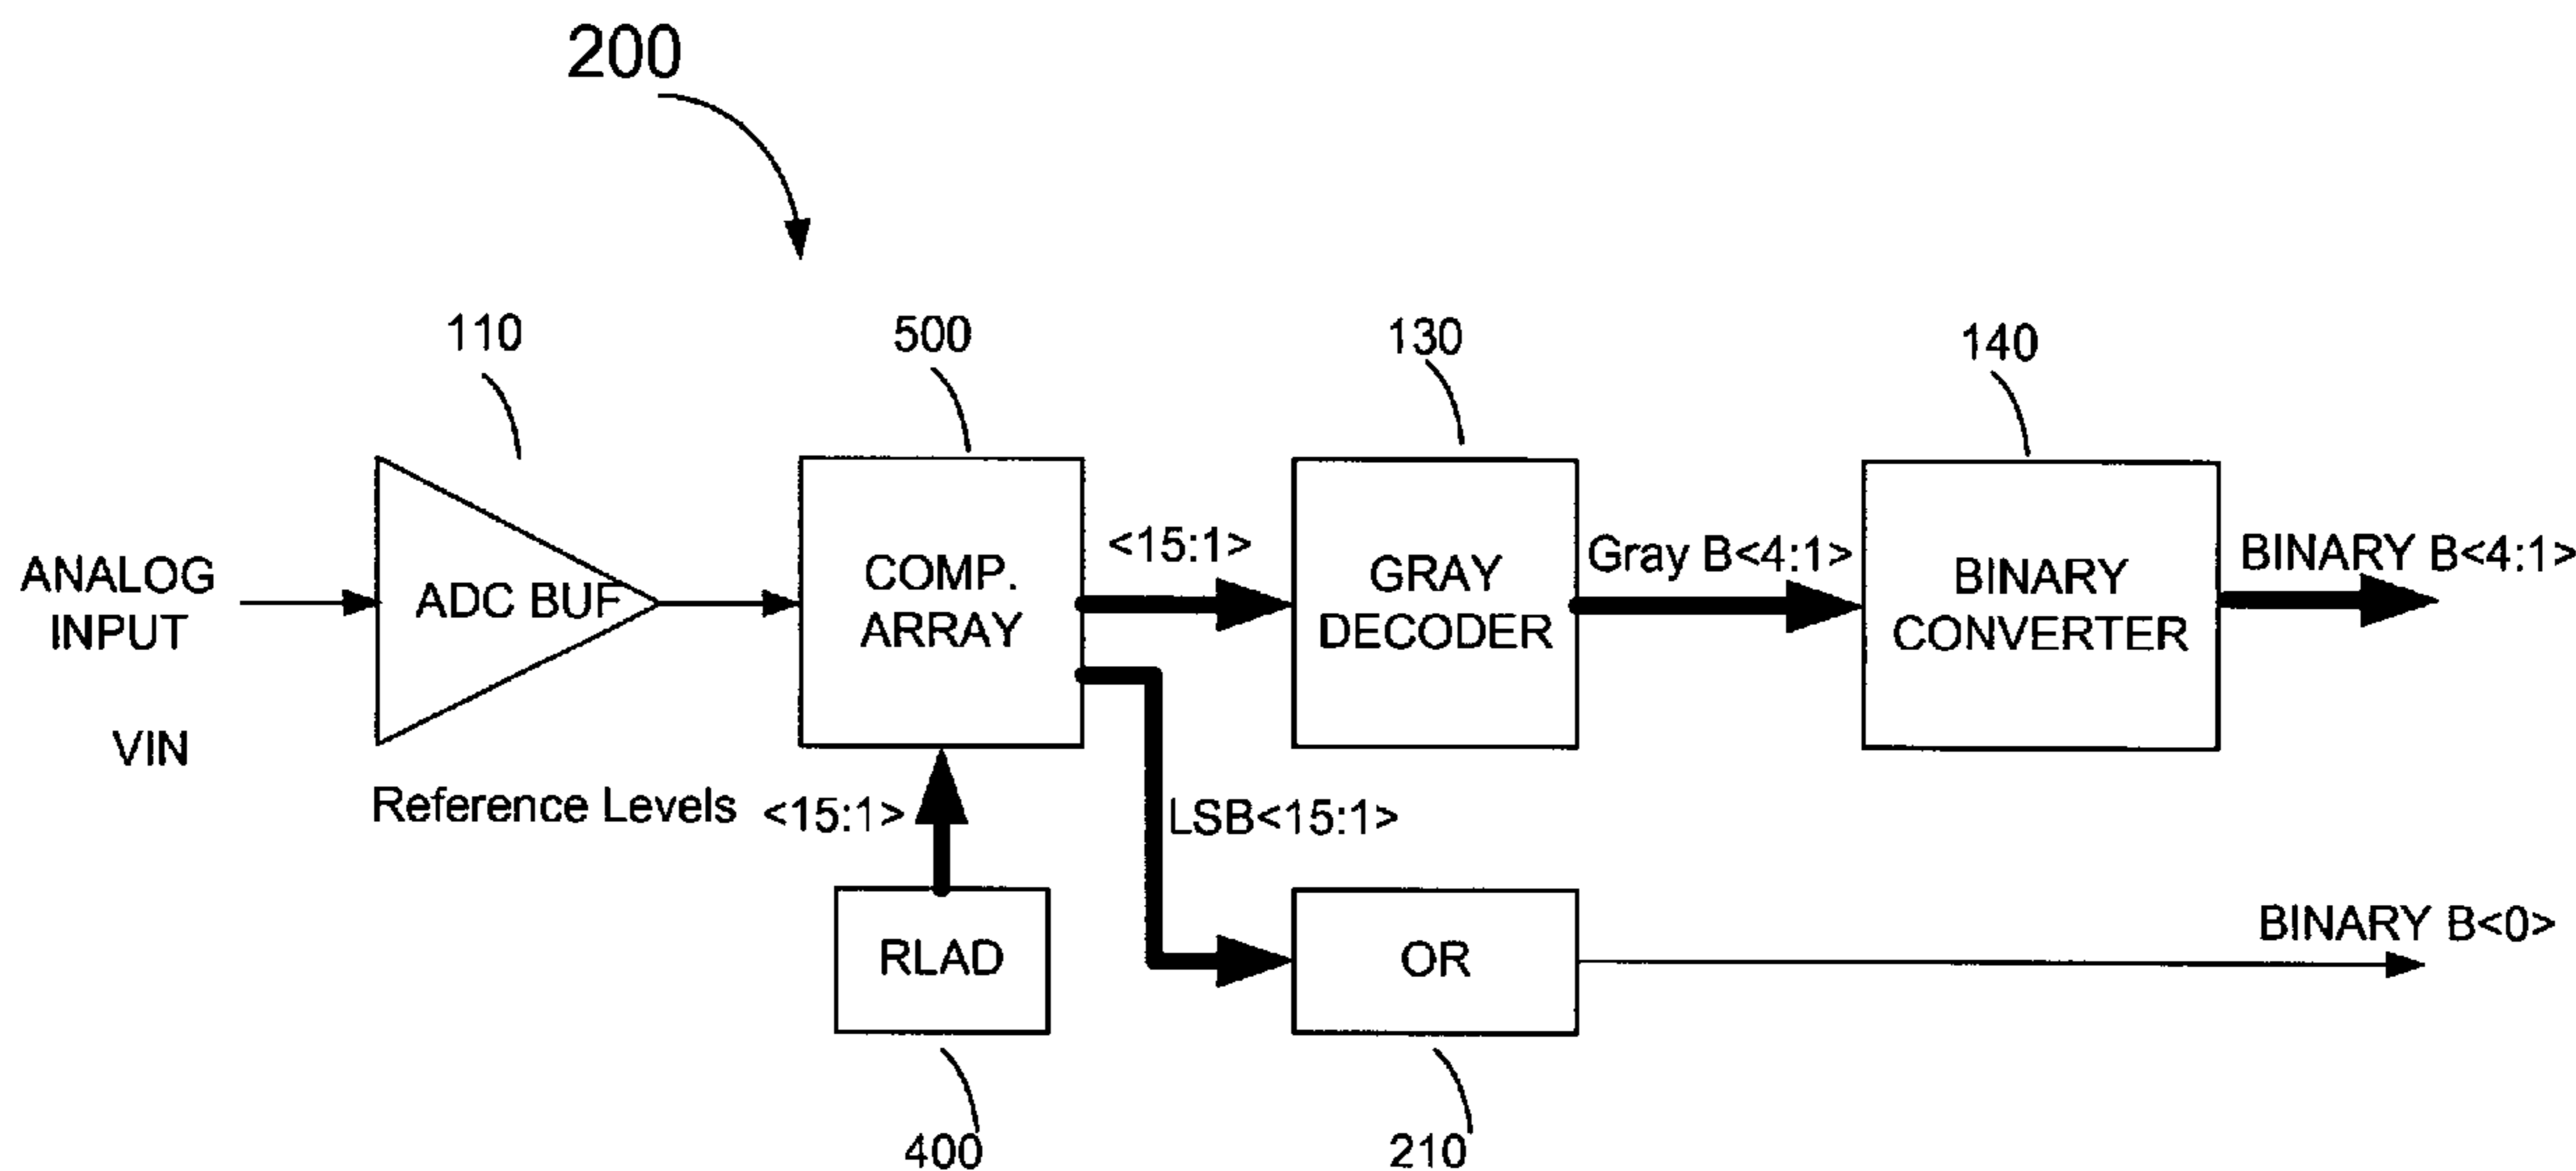 200
110
500
130
140
ANALOG
INPUT
VIN
ADC BUF
COMP.
ARRAY
<15:1>
GRAY
DECODER
Gray B<4:1>
BINARY
CONVERTER
BINARY B<4:1>
Reference Levels <15:1>
LSB<15:1>
RLAD
OR
BINARY B<0>
400
210